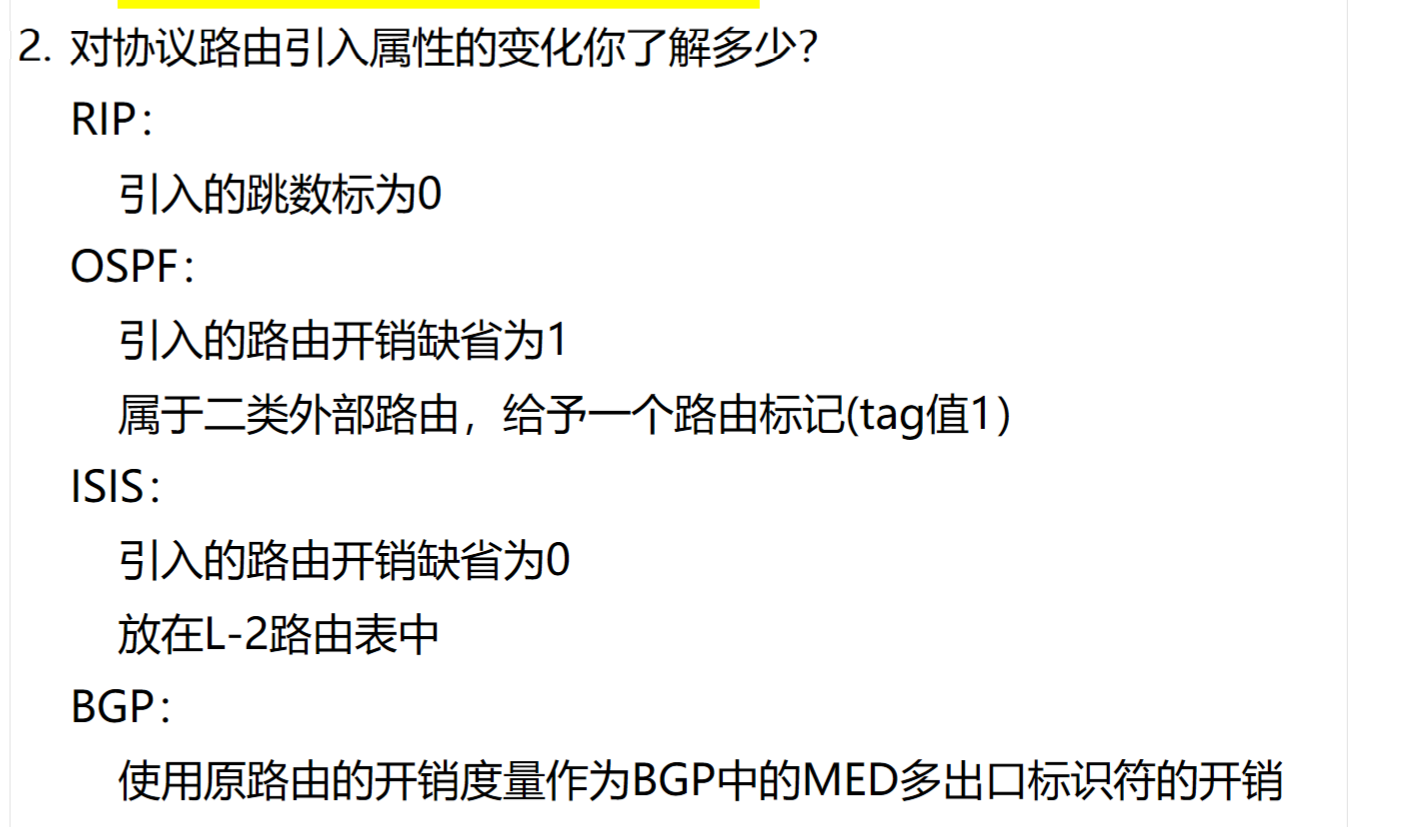 2. 对协议路由引入属性的变化你了解多少？
RIP：
引入的跳数标为0
OSPF：
引入的路由开销缺省为1
属于二类外部路由，给予一个路由标记(tag值1)
ISIS：
引入的路由开销缺省为0
放在L-2路由表中
BGP：
使用原路由的开销度量作为BGP中的MED多出口标识符的开销